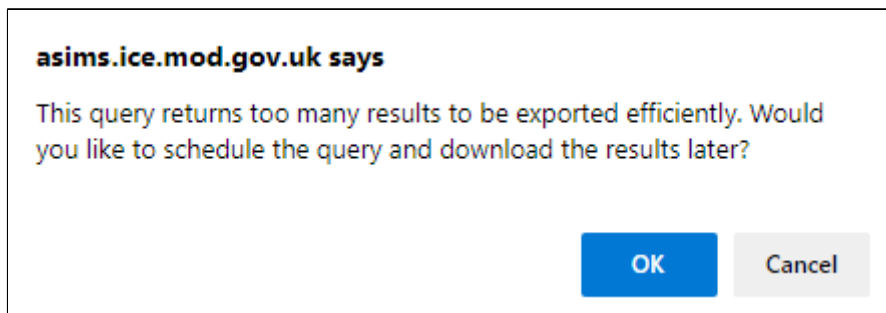 asims.ice.mod.gov.uk says
This query returns too many results to be exported efficiently. Would
you like to schedule the query and download the results later?
OK
Cancel